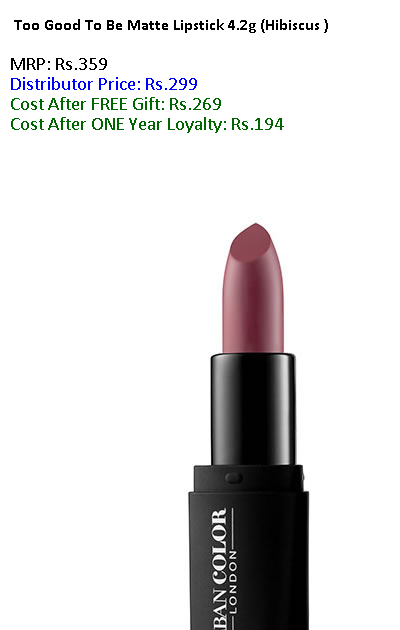 Too Good To Be Matte Lipstick 4.2g (Hibiscus )
MRP: Rs.359
Distributor Price: Rs.299
Cost After FREE Gift: Rs.269
Cost After ONE Year Loyalty: Rs.194
BAN COLOR
LONDON